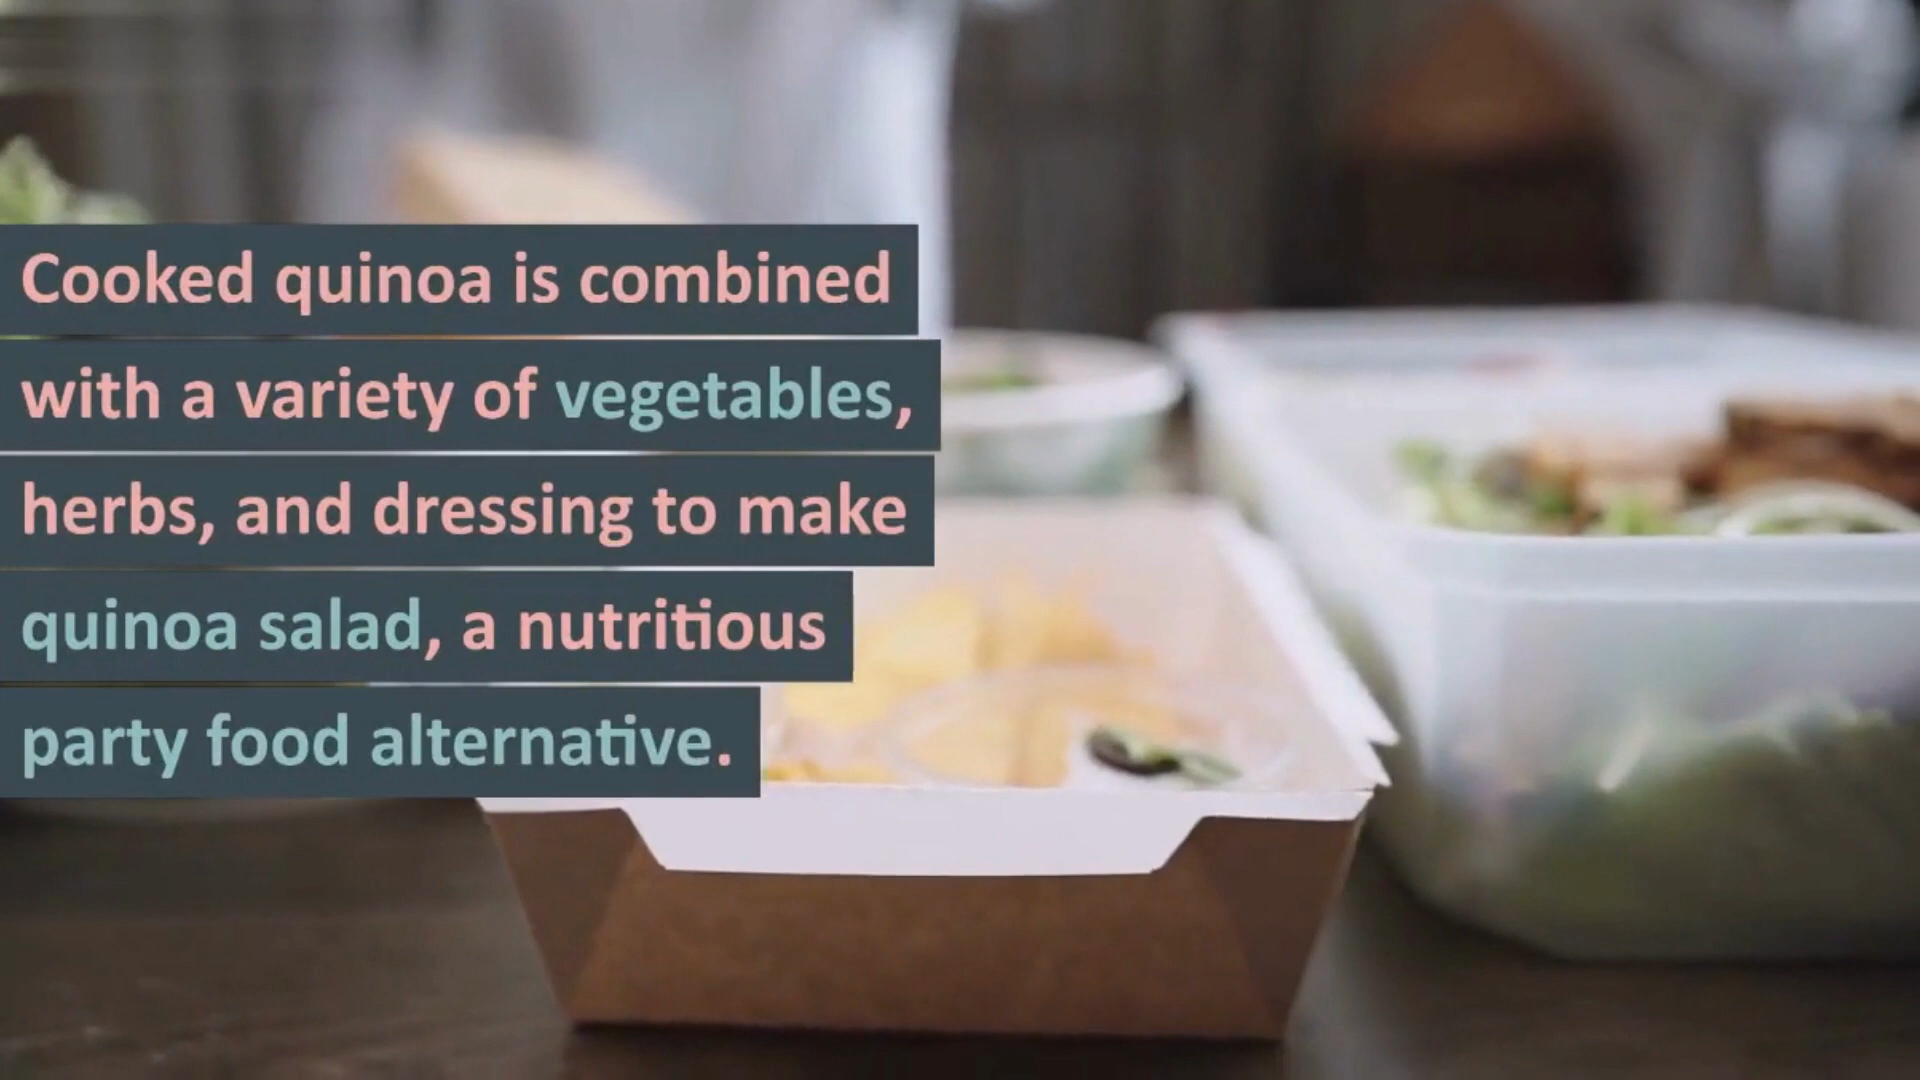 Cooked quinoa is combined
with a variety of vegetables,
herbs, and dressing to make
quinoa salad, a nutritious
party food alternative.